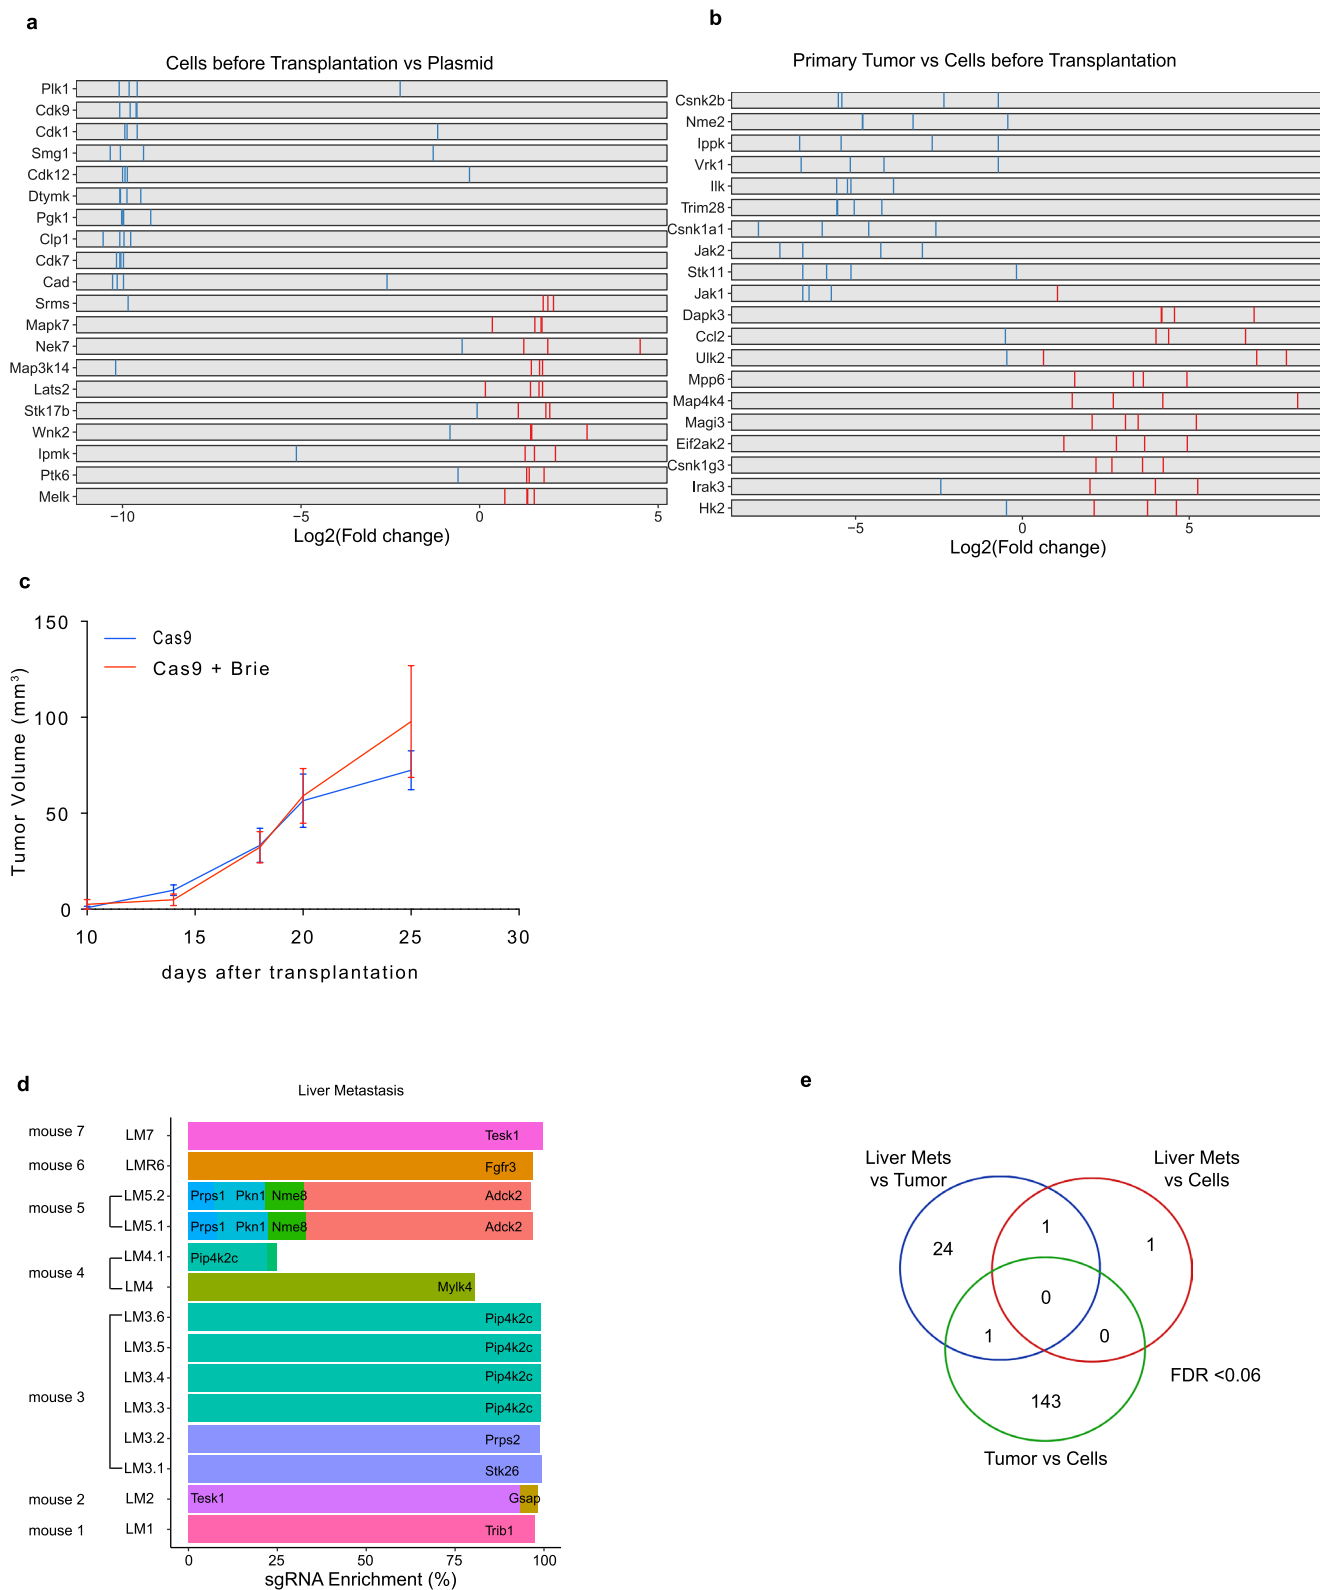 a
Cells before Transplantation vs Plasmid
Plk1
Cdk9
Cdk1
Smg1
Cdk12
Dtymk
Pgk1
Clp1
Cdk7
Cad
Srms
Mapk7
Nek7
Map3k14
Lats2
Stk17b
Wnk2
Ipmk
Ptk6
Melk
−10 −5 0 5
Log2(Fold change)
b
Primary Tumor vs Cells before Transplantation
Csnk2b
Nme2
Ippk
Vrk1
Ilk
Trim28
Csnk1a1
Jak2
Stk11
Jak1
Dapk3
Ccl2
Ulk2
Mpp6
Map4k4
Magi3
Eif2ak2
Csnk1g3
Irak3
Hk2
−5 0 5
Log2(Fold change)
c
Tumor Volume (mm³)
150
100
50
0
Cas9
Cas9 + Brie
10 15 20 25 30
days after transplantation
d
Liver Metastasis
mouse 7 LM7 Tesk1
mouse 6 LMR6 Fgfr3
mouse 5
LM5.2 Prps1 Pkn1 Nme8 Adck2
LM5.1 Prps1 Pkn1 Nme8 Adck2
mouse 4
LM4.1 Pip4k2c
LM4 Mylk4
mouse 3
LM3.6 Pip4k2c
LM3.5 Pip4k2c
LM3.4 Pip4k2c
LM3.3 Pip4k2c
LM3.2 Prps2
LM3.1 Stk26
mouse 2 LM2 Tesk1 Gsap
mouse 1 LM1 Trib1
0 25 50 75 100
sgRNA Enrichment (%)
e
Liver Mets
vs Tumor
Liver Mets
vs Cells
24
1
1
0
1
0
143
FDR <0.06
Tumor vs Cells